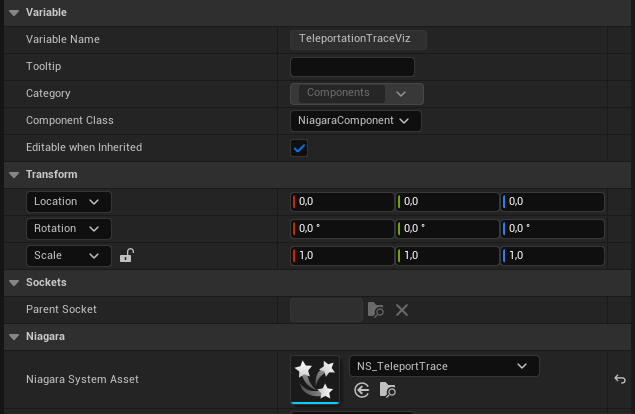 Variable
Variable Name TeleportationTraceViz
Tooltip
Category Components
Component Class NiagaraComponent
Editable when Inherited
Transform
Location 0,0 0,0 0,0
Rotation 0,0 ° 0,0 ° 0,0 °
Scale 1,0 1,0 1,0
Sockets
Parent Socket
Niagara
Niagara System Asset NS_TeleportTrace